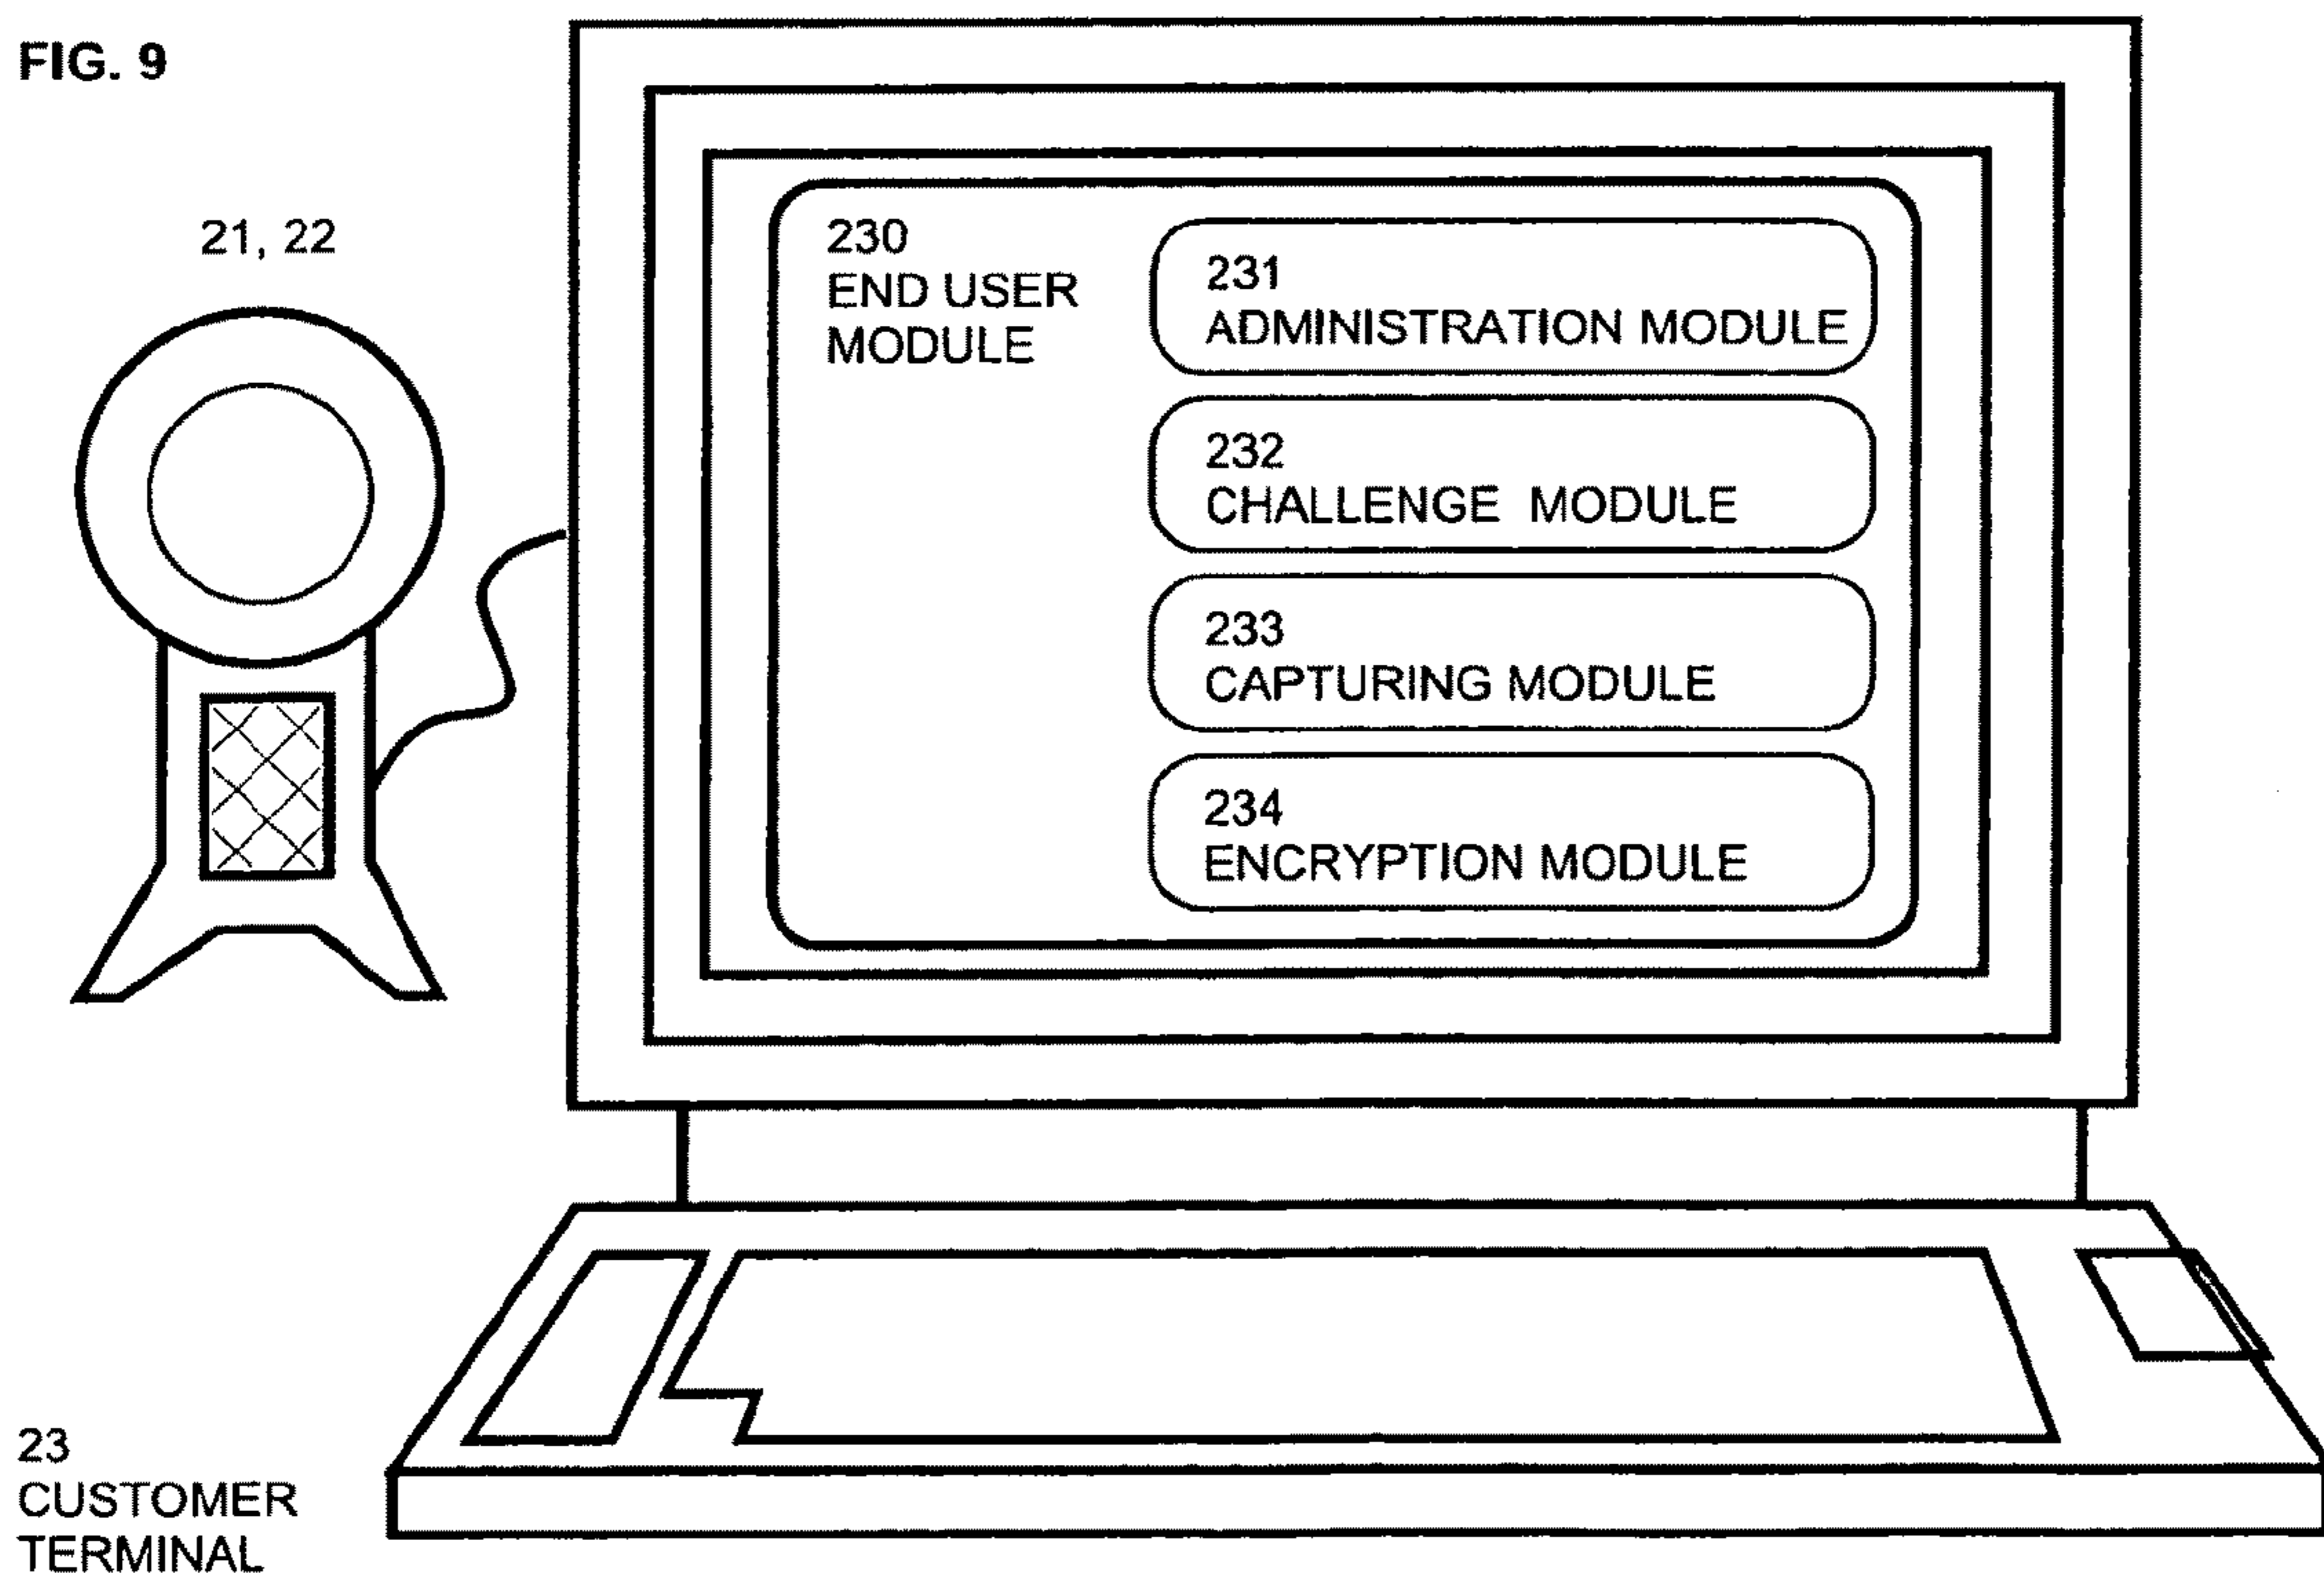 FIG. 9
21, 22
230
END USER
MODULE
231
ADMINISTRATION MODULE
232
CHALLENGE MODULE
233
CAPTURING MODULE
234
ENCRYPTION MODULE
23
CUSTOMER
TERMINAL